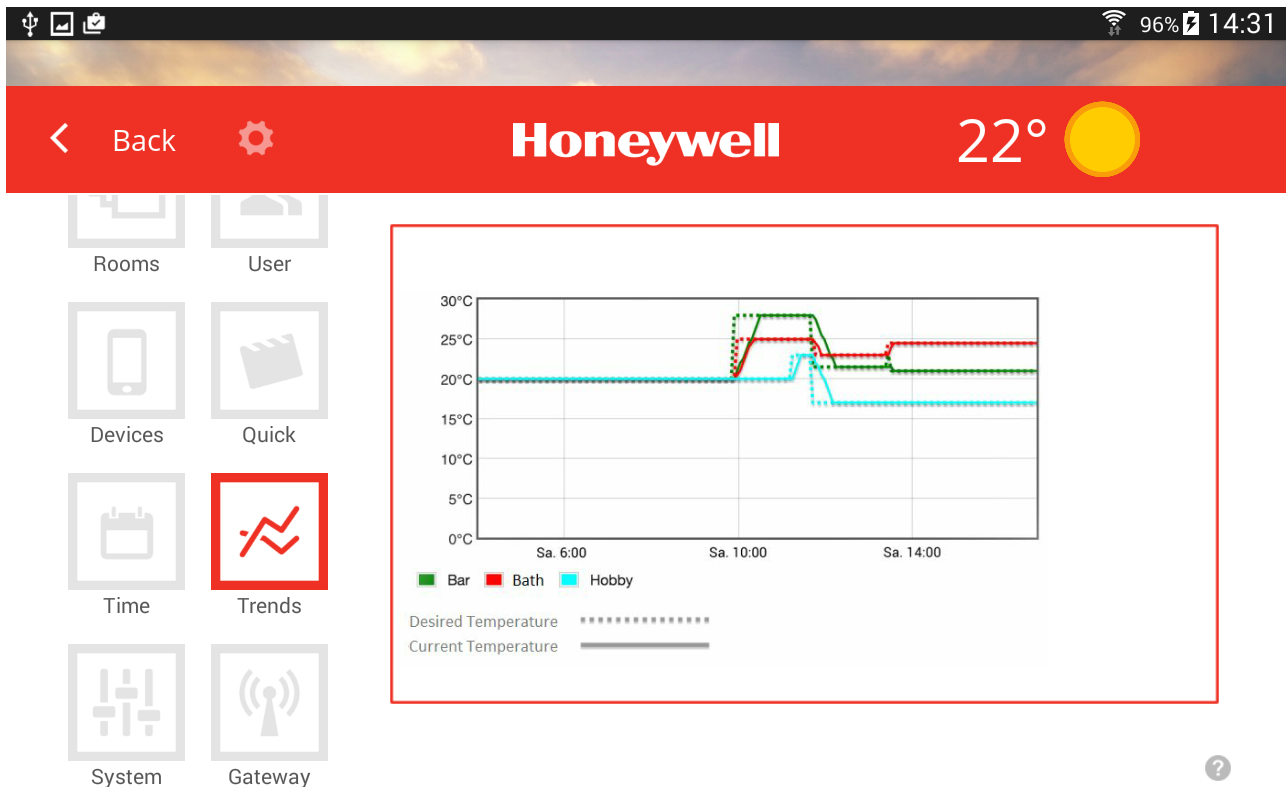 96% 14:31
Back Honeywell 22°
Rooms User
30°C
25°C
Devices Quick
20°C
15°C
10°C
5°C
0°C
Sa. 6:00 Sa. 10:00 Sa. 14:00
Bar Bath Hobby
Time Trends
Desired Temperature
Current Temperature
System Gateway
?